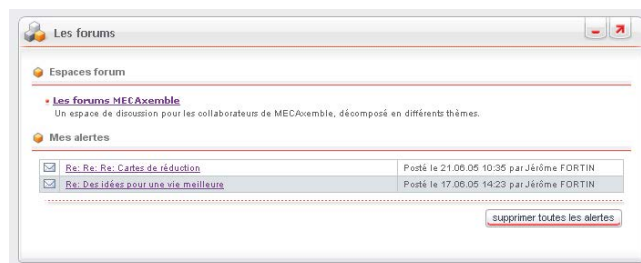 Les forums
Espaces forum
Les forums MECAxemble
Un espace de discussion pour les collaborateurs de MECAxemble, décomposé en différents thèmes.
Mes alertes
Re: Re: Re: Cartes de réduction Posté le 21.06.05 10:35 par Jérôme FORTIN
Re: Des idées pour une vie meilleure Posté le 17.06.05 14:23 par Jérôme FORTIN
supprimer toutes les alertes